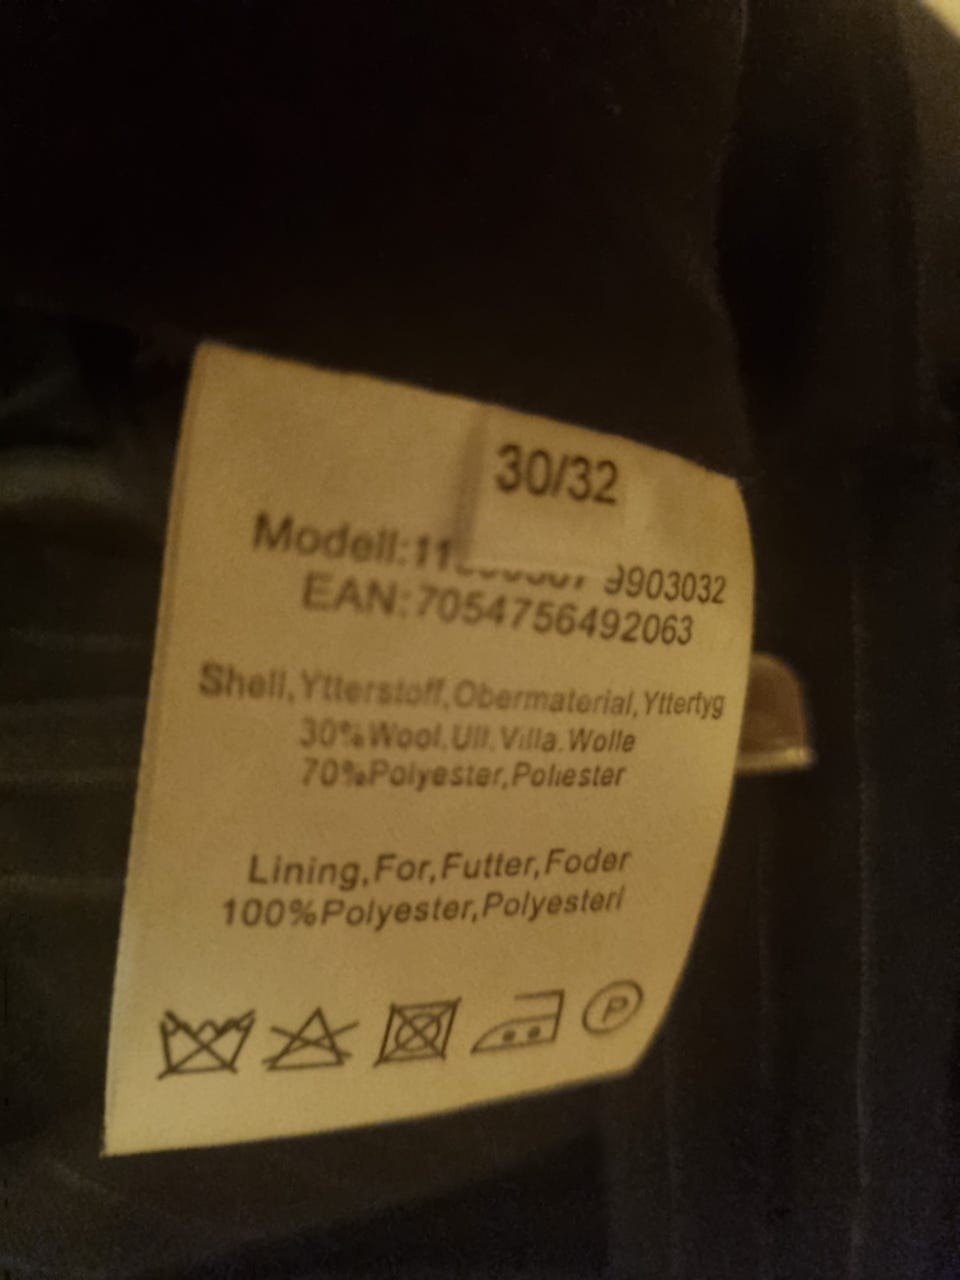 30/32
9903032
EAN:7054756492063
Shell,Ytterstoff,Obermaterial,Yttertyg
30%Wool,Ull,Villa,Wolle
70%Polyester,Poliester
Lining,For,Futter,Foder
100%Polyester,Polyesteri
P